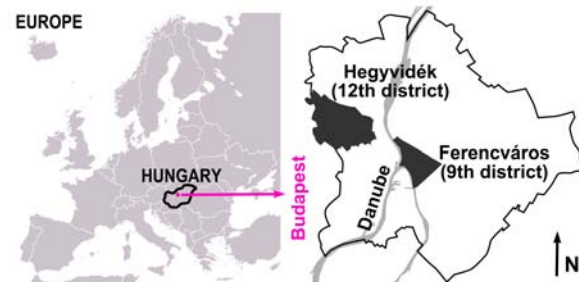 EUROPE
HUNGARY
Budapest
Hegyvidék
(12th district)
Ferencváros
(9th district)
Danube
N